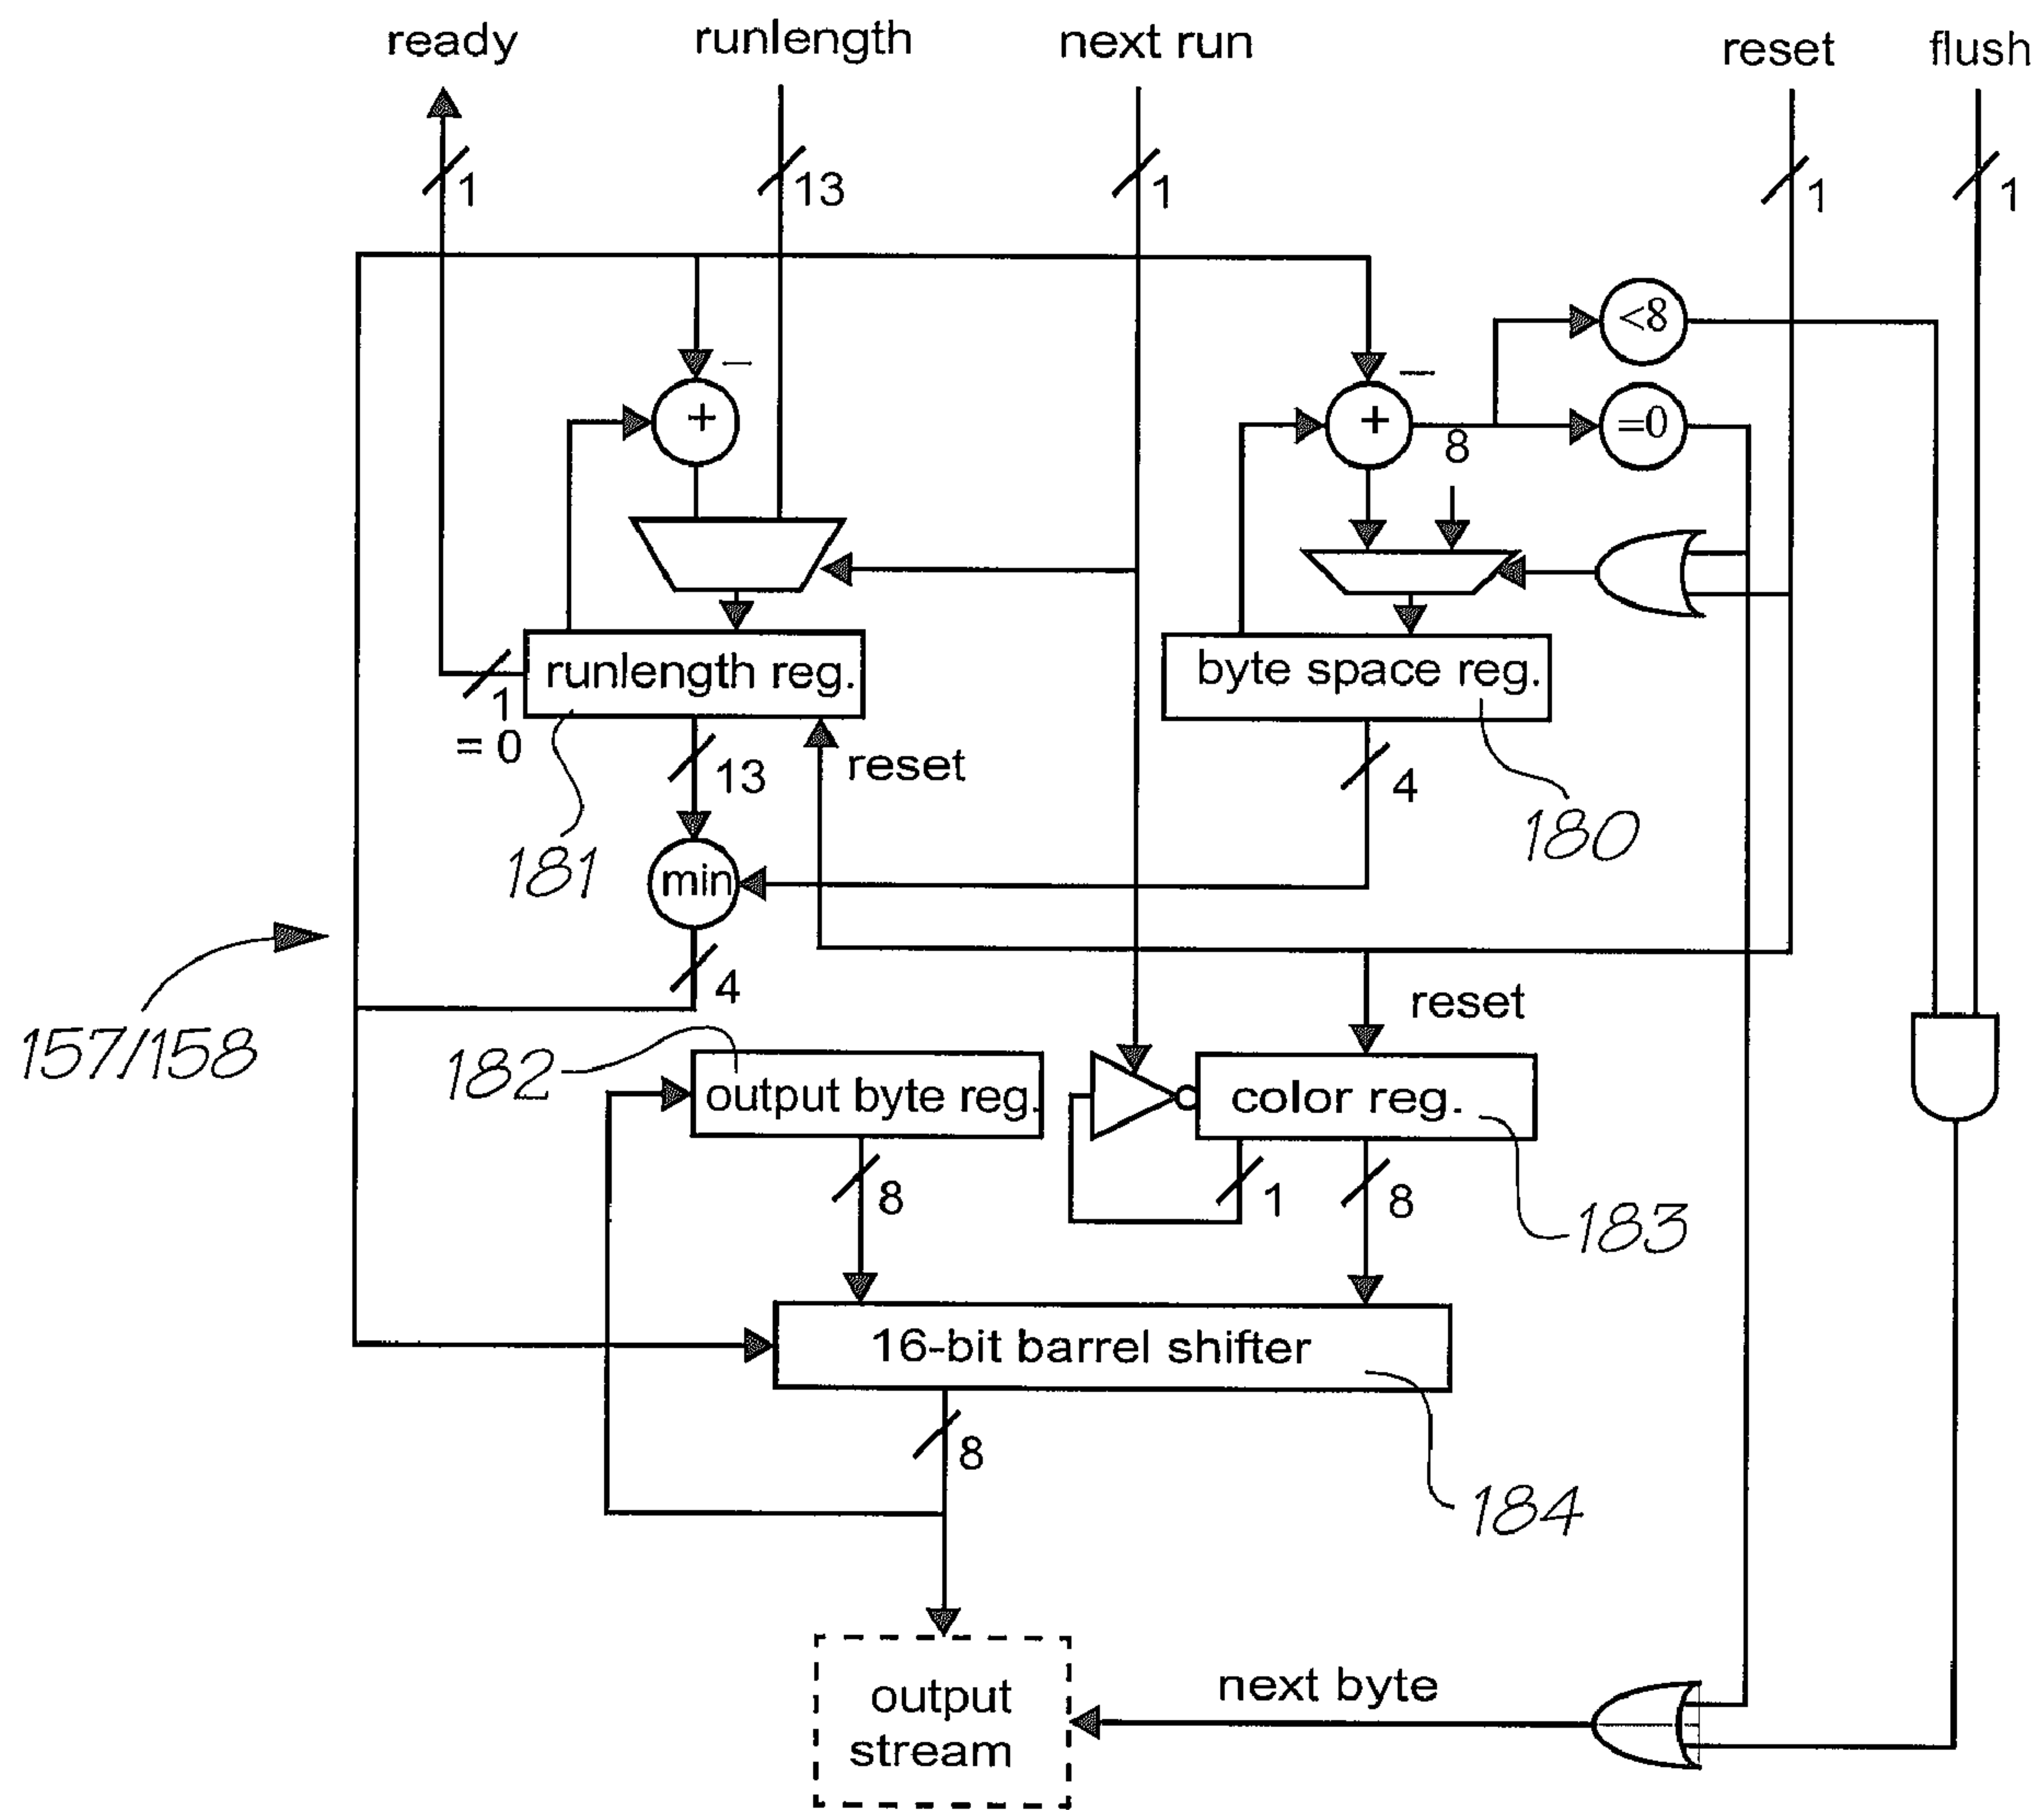 ready
runlength
next run
reset
flush
1
13
1
1
1
−
+
−
+
<8
=0
8
runlength reg.
byte space reg.
1
= 0
13
reset
4
181
180
min
4
157/158
reset
182
output byte reg.
color reg.
8
1
8
183
16-bit barrel shifter
8
184
next byte
output
stream